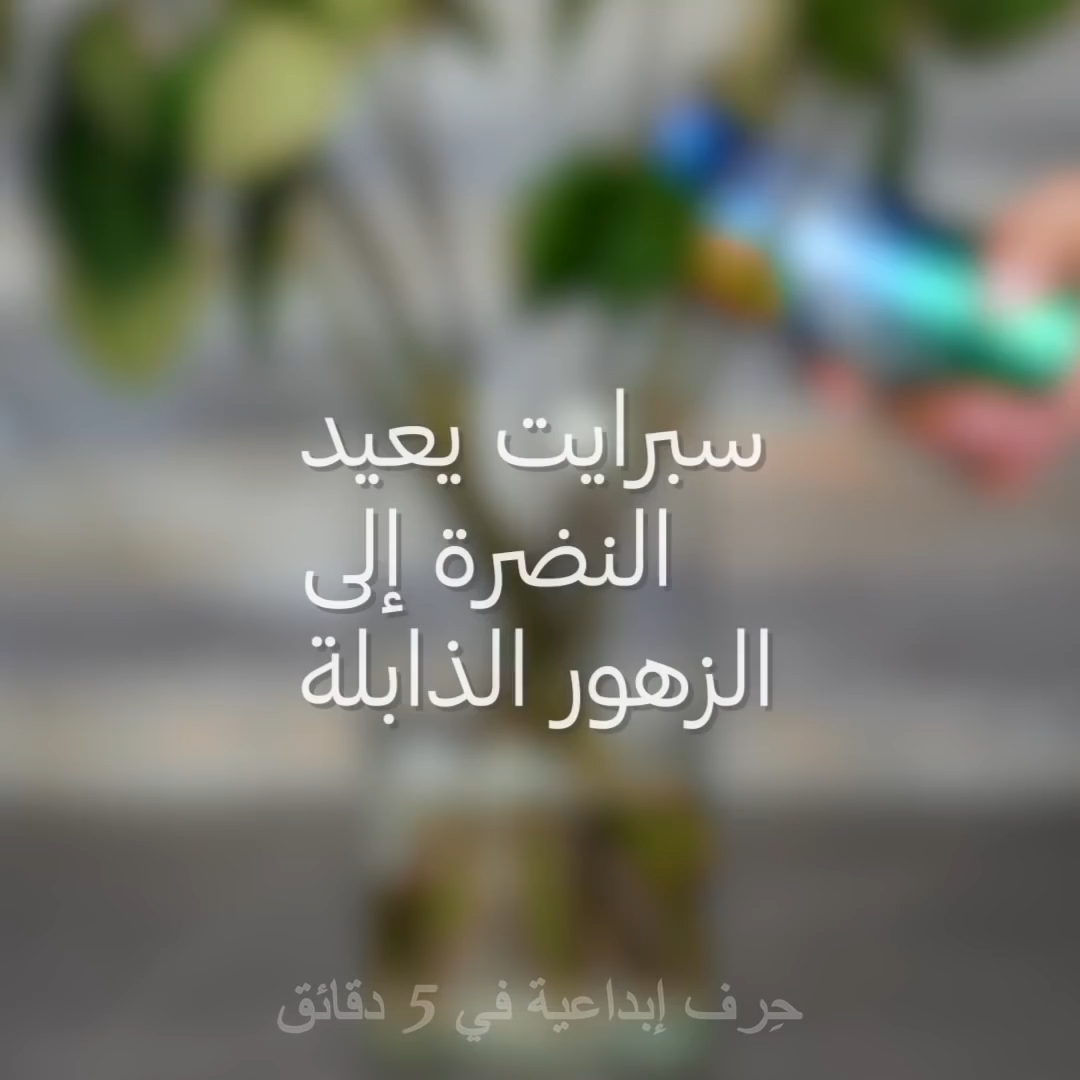 سبرايت يعيد
النضرة إلى
الزهور الذابلة
حِرف إبداعية في 5 دقائق